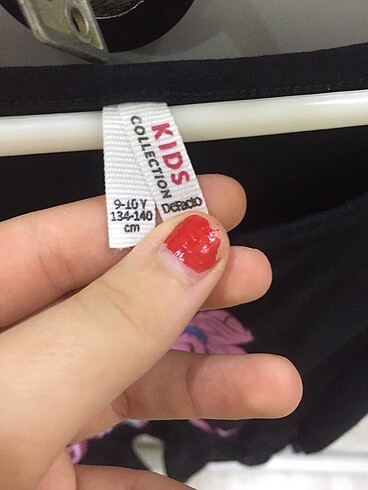 KIDS
COLLECTION
DeFacto
9-10 Y
134-140
cm